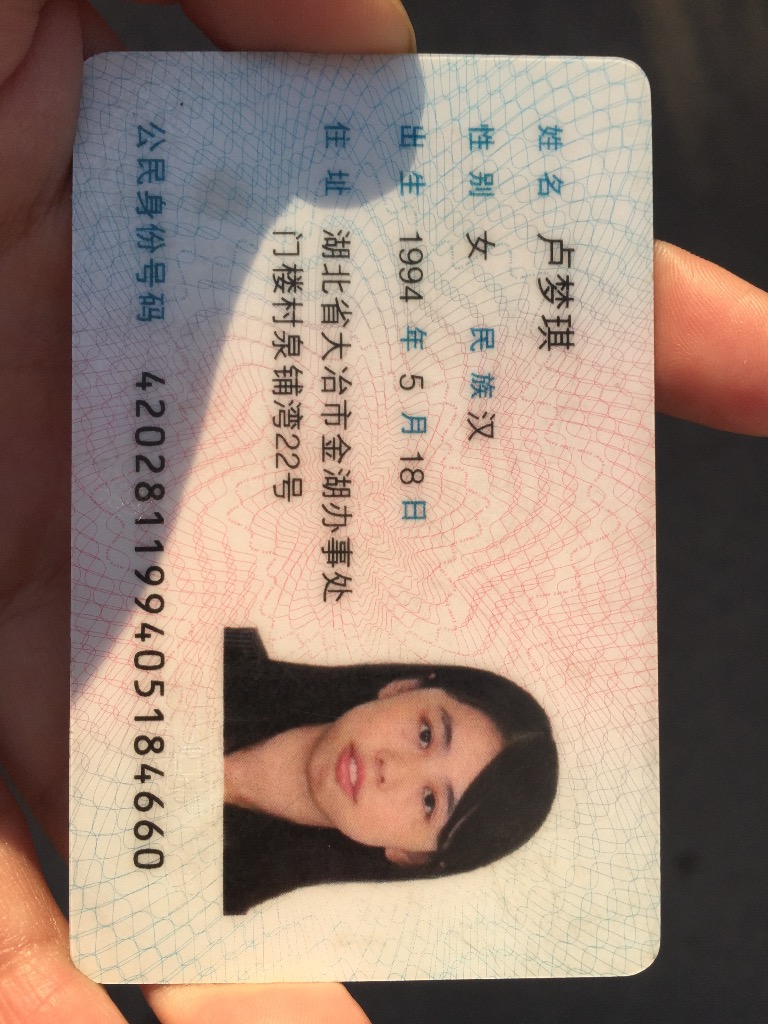 姓名 卢梦琪
性别 女 民族 汉
出生 1994 年 5 月 18 日
住址 湖北省大冶市金湖办事处
门楼村泉铺湾22号
公民身份号码 420281199405184660